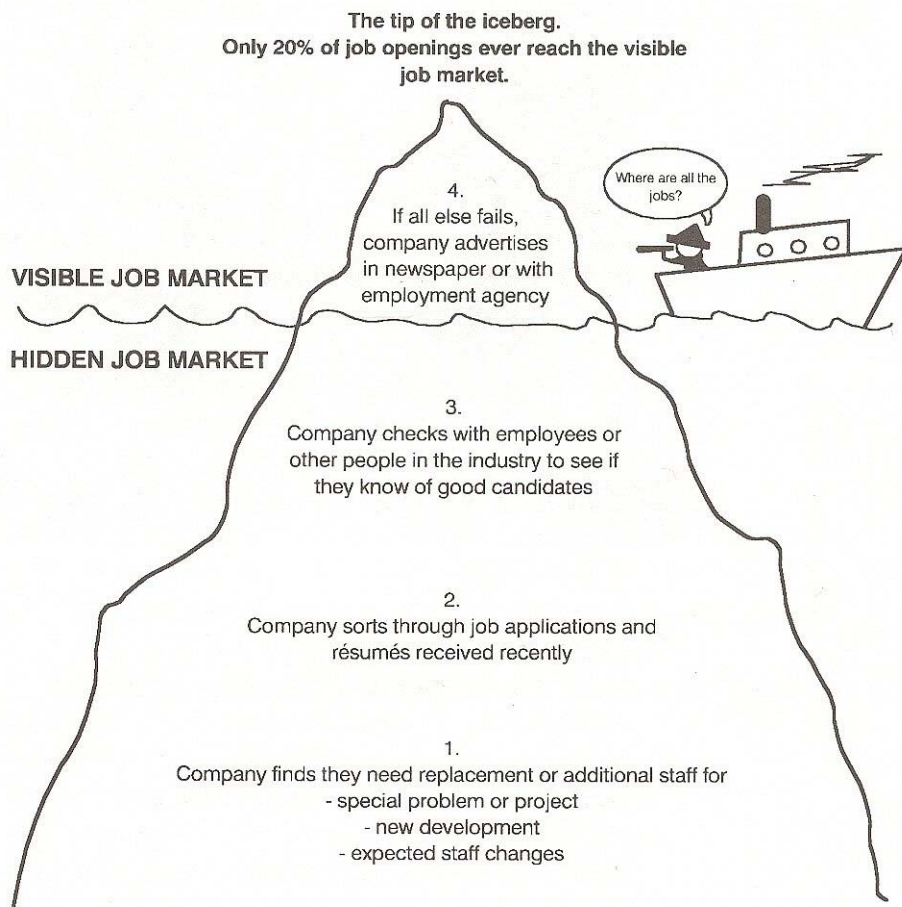 The tip of the iceberg.
Only 20% of job openings ever reach the visible
job market.
Where are all the
jobs?
4.
If all else fails,
company advertises
in newspaper or with
employment agency
VISIBLE JOB MARKET
HIDDEN JOB MARKET
3.
Company checks with employees or
other people in the industry to see if
they know of good candidates
2.
Company sorts through job applications and
résumés received recently
1.
Company finds they need replacement or additional staff for
- special problem or project
- new development
- expected staff changes